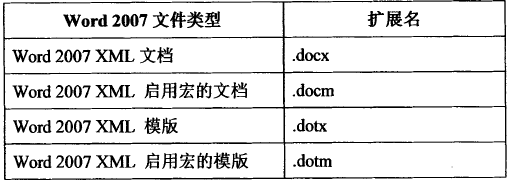 Word 2007 文件类型 扩展名
Word 2007 XML 文档 .docx
Word 2007 XML 启用宏的文档 .docm
Word 2007 XML 模版 .dotx
Word 2007 XML 启用宏的模版 .dotm